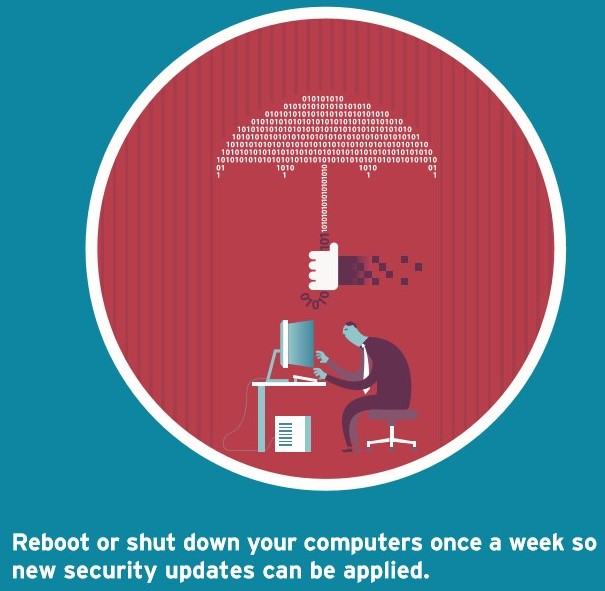 Reboot or shut down your computers once a week so
new security updates can be applied.